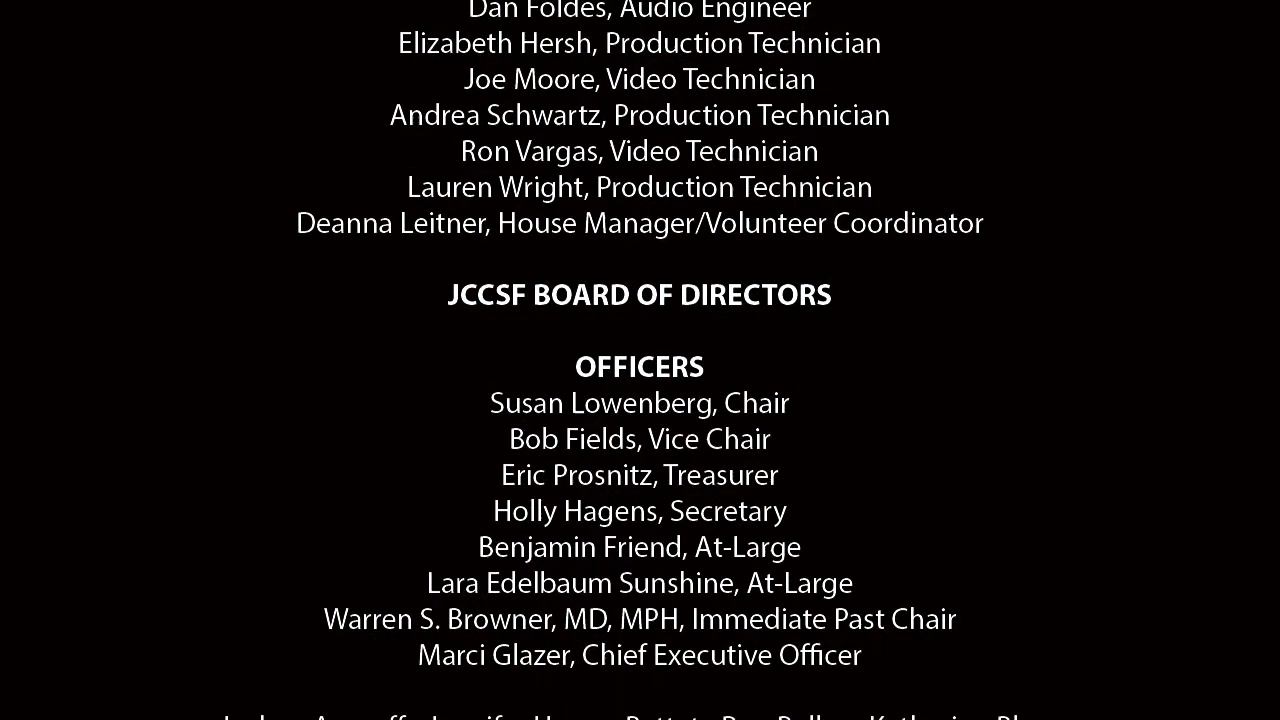 Dan Foldes, Audio Engineer
Elizabeth Hersh, Production Technician
Joe Moore, Video Technician
Andrea Schwartz, Production Technician
Ron Vargas, Video Technician
Lauren Wright, Production Technician
Deanna Leitner, House Manager/Volunteer Coordinator
JCCSF BOARD OF DIRECTORS
OFFICERS
Susan Lowenberg, Chair
Bob Fields, Vice Chair
Eric Prosnitz, Treasurer
Holly Hagens, Secretary
Benjamin Friend, At-Large
Lara Edelbaum Sunshine, At-Large
Warren S. Browner, MD, MPH, Immediate Past Chair
Marci Glazer, Chief Executive Officer